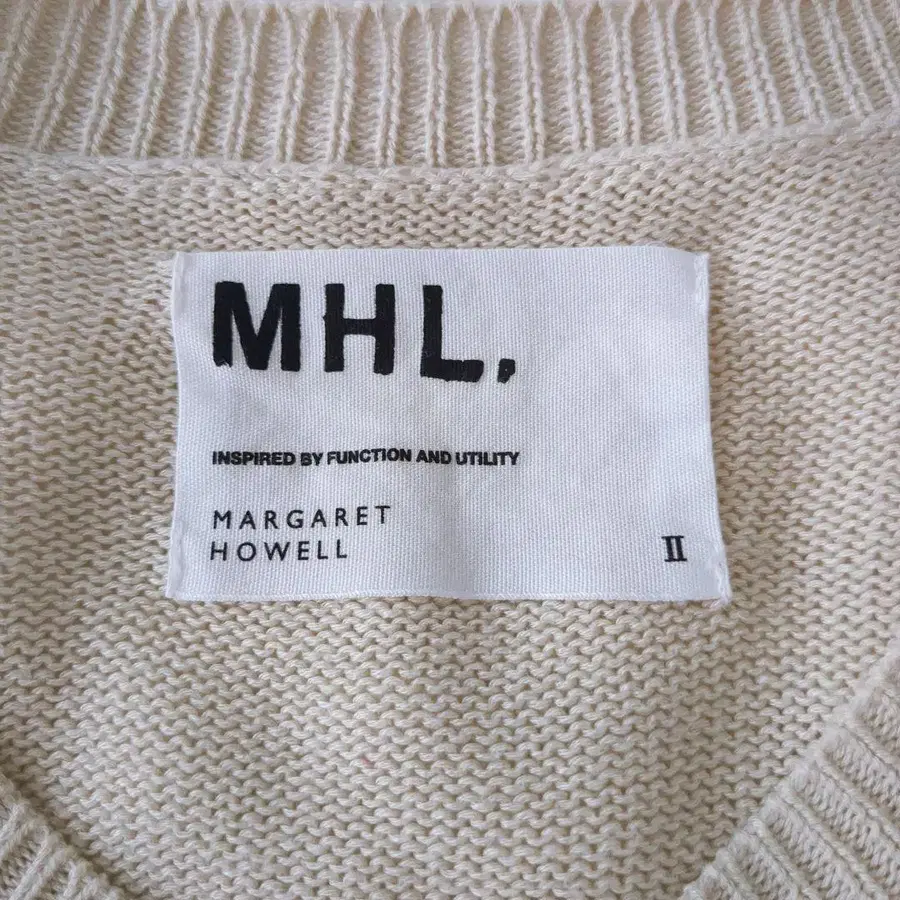 MHL.
INSPIRED BY FUNCTION AND UTILITY
MARGARET
HOWELL
II